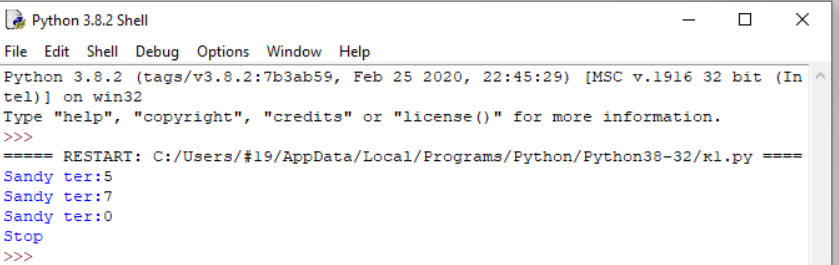 Python 3.8.2 Shell
File Edit Shell Debug Options Window Help
Python 3.8.2 (tags/v3.8.2:7b3ab59, Feb 25 2020, 22:45:29) [MSC v.1916 32 bit (In
tel)] on win32
Type "help", "copyright", "credits" or "license()" for more information.
>>>
===== RESTART: C:/Users/#19/AppData/Local/Programs/Python/Python38-32/к1.py ====
Sandy ter:5
Sandy ter:7
Sandy ter:0
Stop
>>>